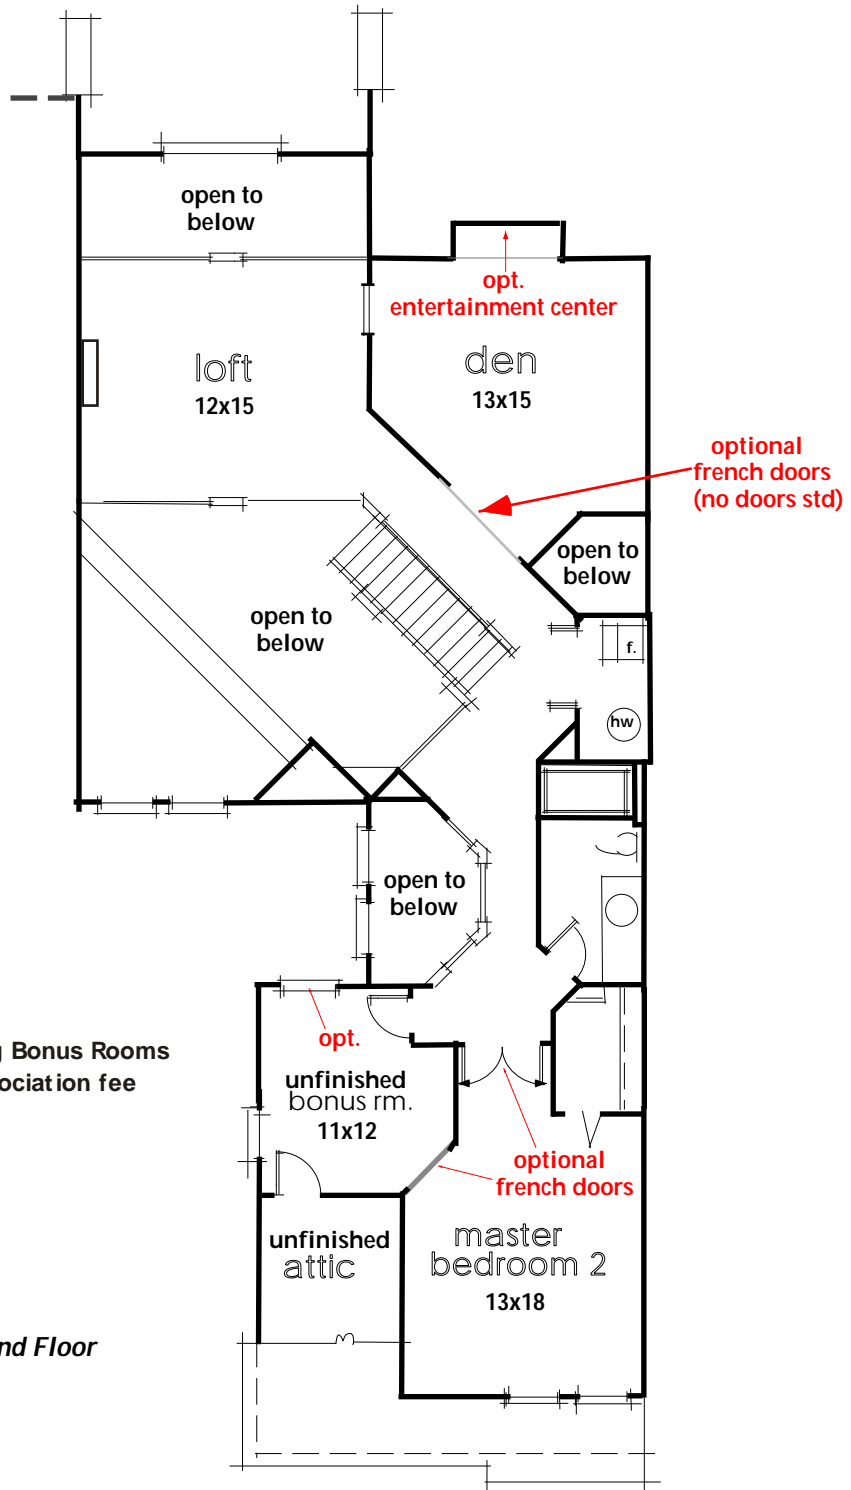 open to
below
opt.
entertainment center
loft
12x15
den
13x15
optional
french doors
(no doors std)
open to
below
open to
below
f.
hw
open to
below
opt.
Bonus Rooms
ociation fee
unfinished
bonus rm.
11x12
optional
french doors
unfinished
attic
master
bedroom 2
13x18
nd Floor